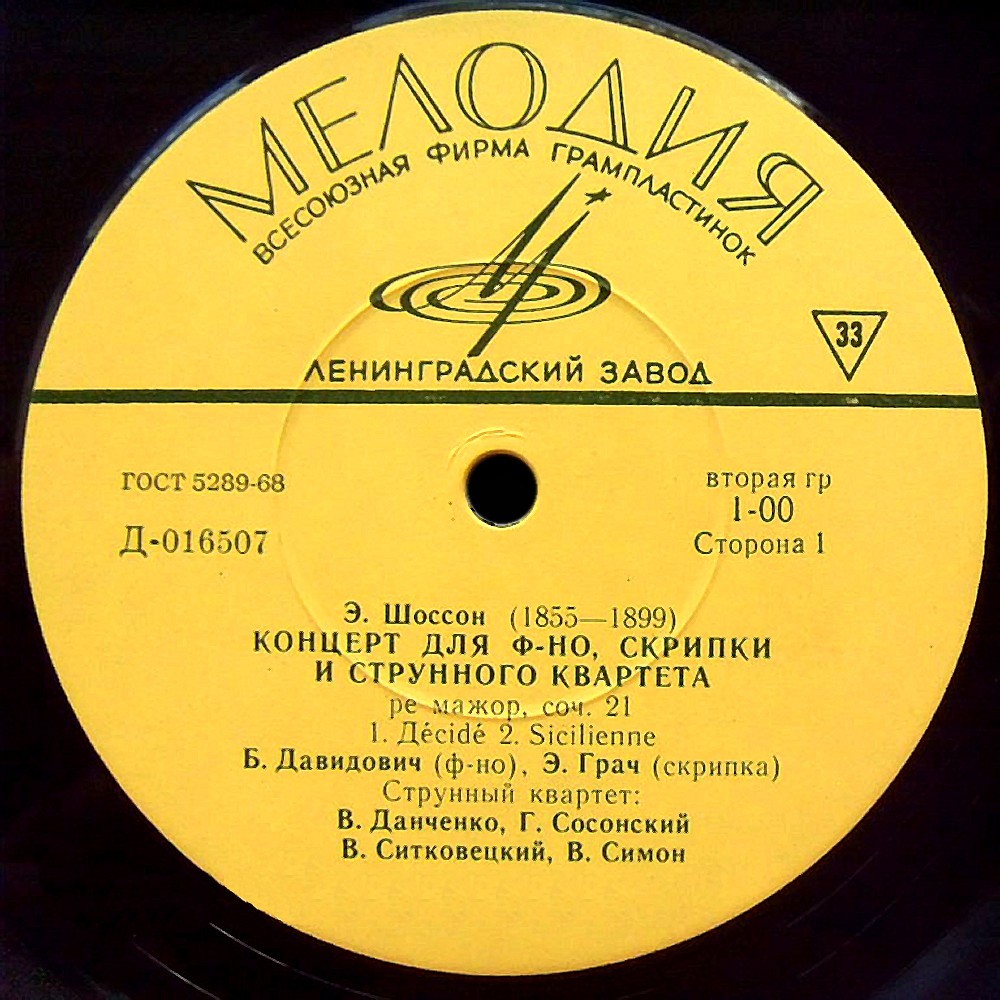 МЕЛОДИЯ
ВСЕСОЮЗНАЯ ФИРМА ГРАМПЛАСТИНОК
33
ЛЕНИНГРАДСКИЙ ЗАВОД
ГОСТ 5289-68
вторая гр
Д-016507
1-00
Сторона 1
Э. Шоссон (1855—1899)
КОНЦЕРТ ДЛЯ Ф-НО, СКРИПКИ
И СТРУННОГО КВАРТЕТА
ре мажор, соч. 21
1. Дécidé 2. Sicilienne
Б. Давидович (ф-но), Э. Грач (скрипка)
Струнный квартет:
В. Данченко, Г. Сосонский
В. Ситковецкий, В. Симон